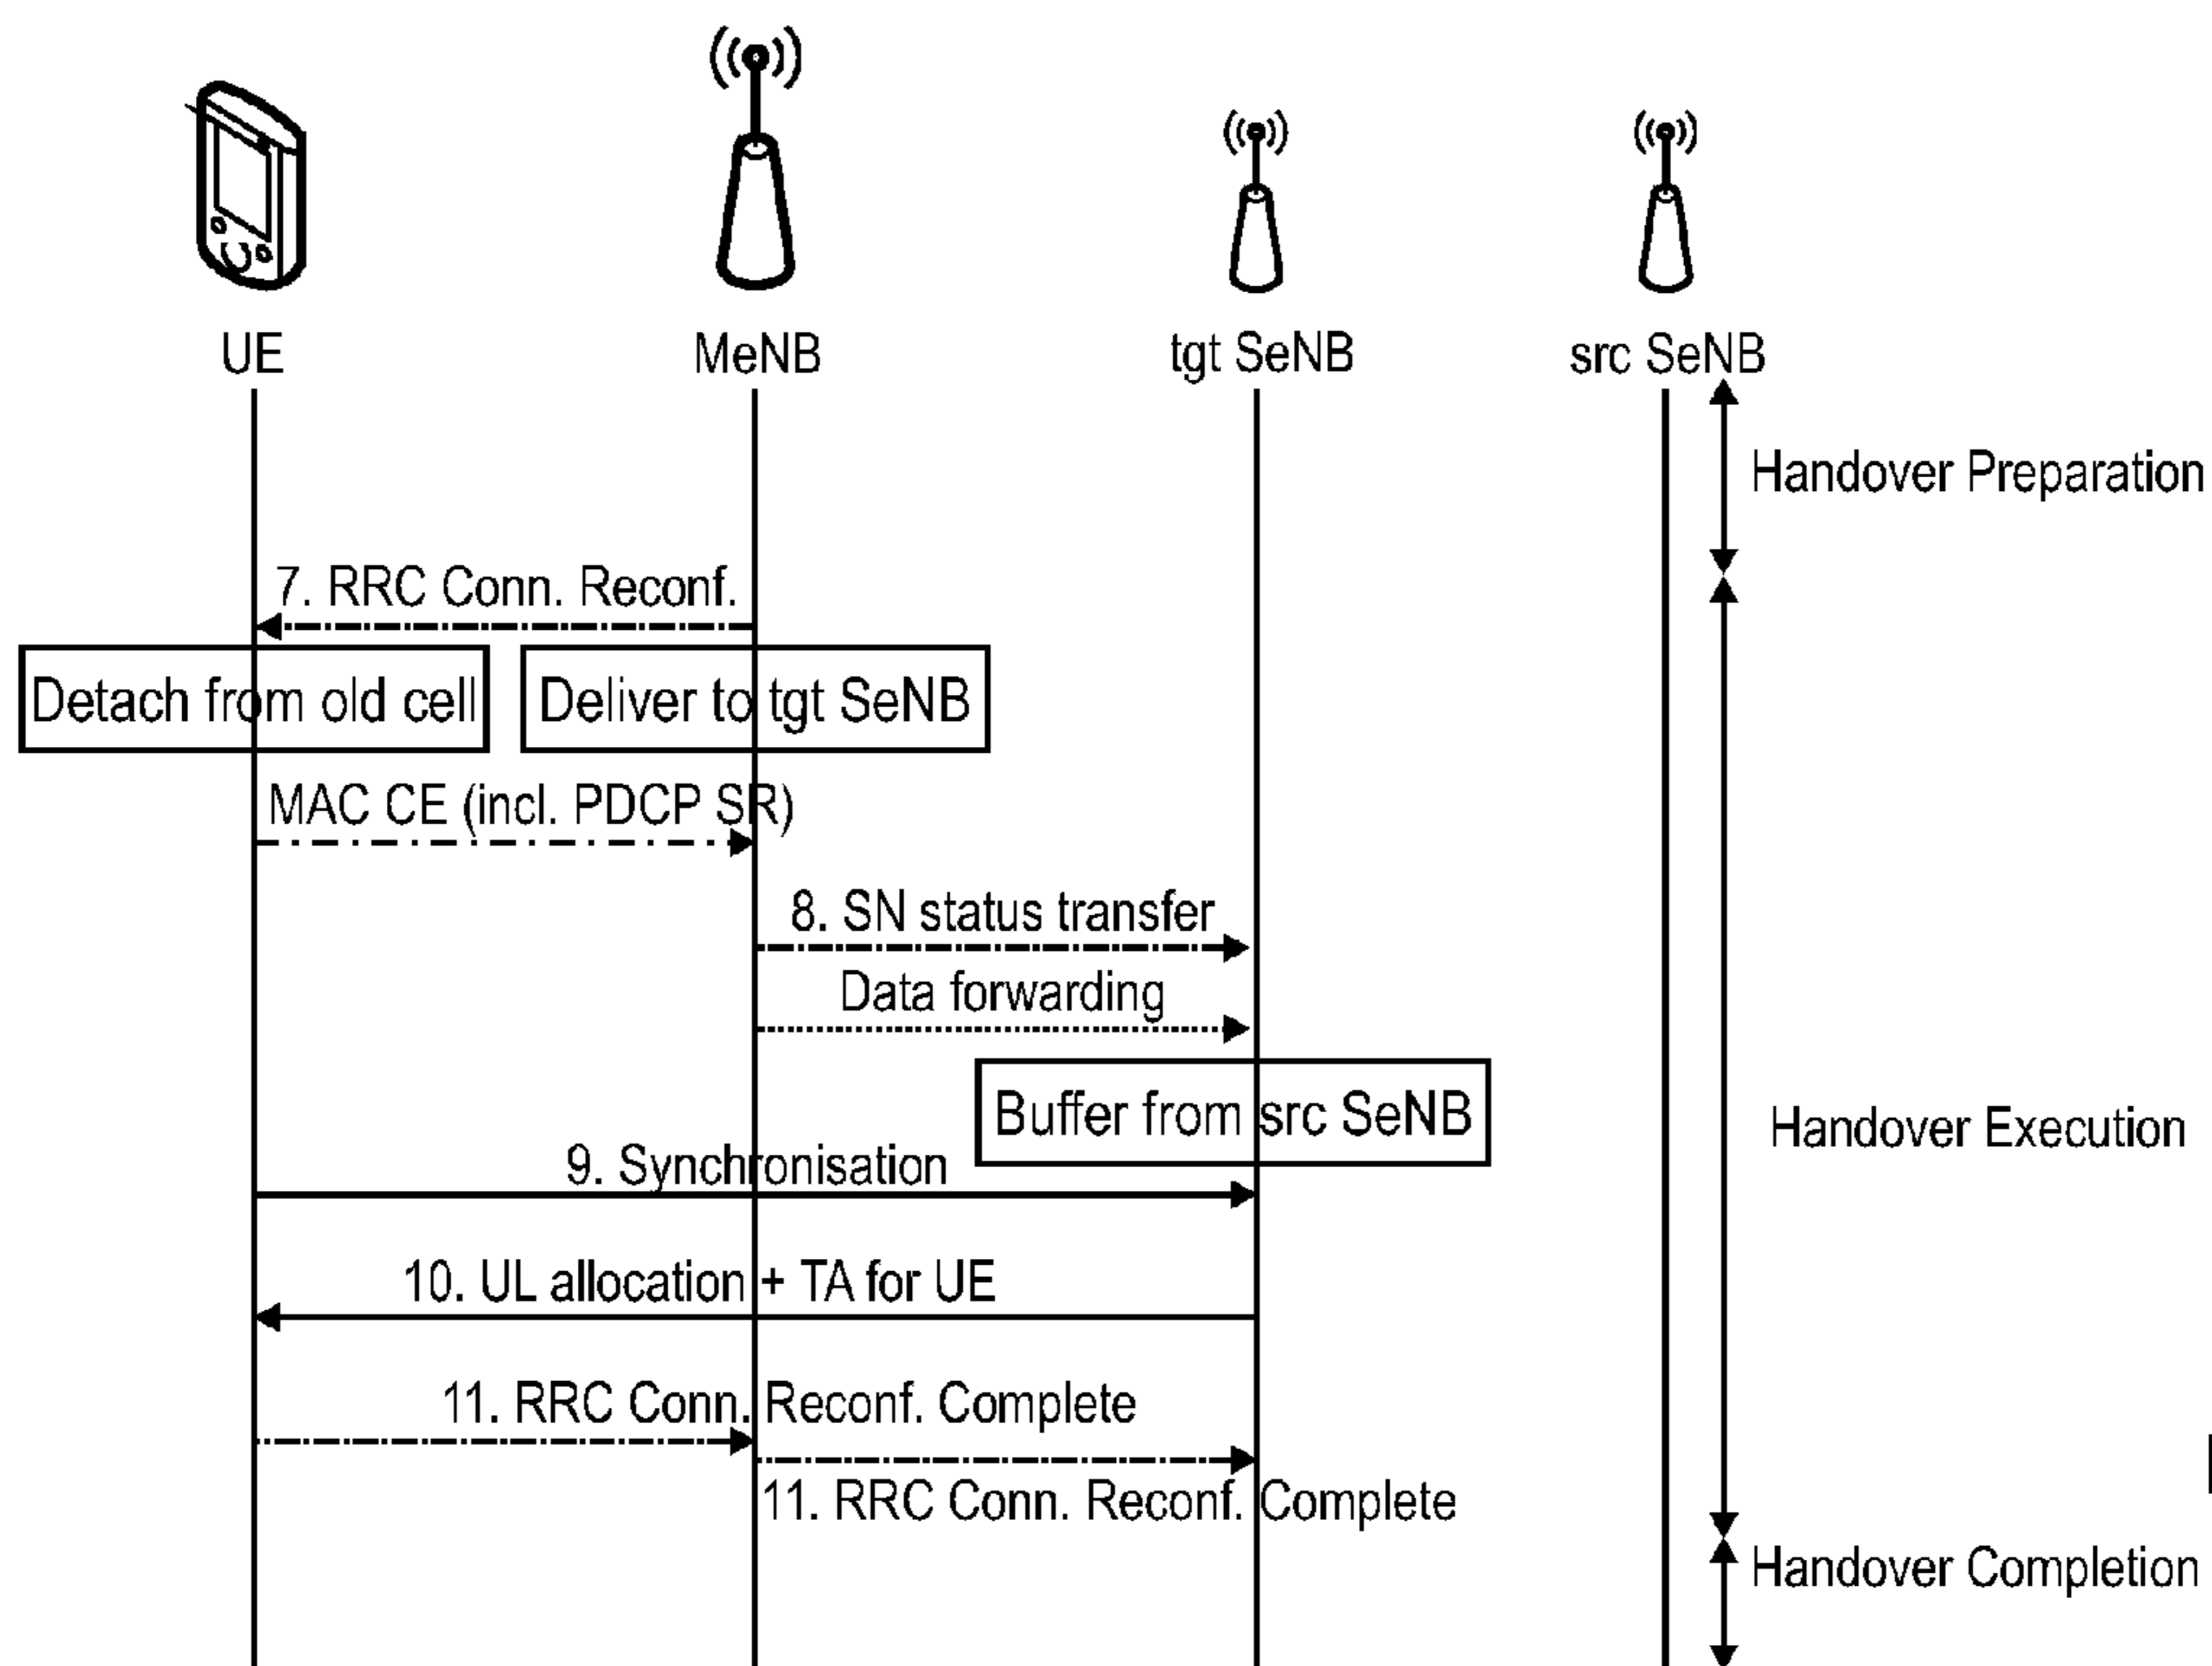 UE
MeNB
tgt SeNB
src SeNB
Handover Preparation
7. RRC Conn. Reconf.
Detach from old cell
Deliver to tgt SeNB
MAC CE (incl. PDCP SR)
8. SN status transfer
Data forwarding
Buffer from src SeNB
Handover Execution
9. Synchronisation
10. UL allocation + TA for UE
11. RRC Conn. Reconf. Complete
11. RRC Conn. Reconf. Complete
Handover Completion